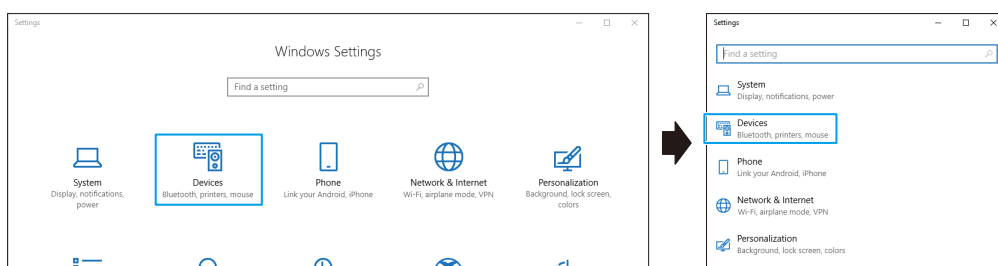 Settings
Windows Settings
Find a setting
System
Display, notifications,
power
Devices
Bluetooth, printers, mouse
Phone
Link your Android, iPhone
Network & Internet
Wi-Fi, airplane mode, VPN
Personalization
Background, lock screen,
colors
Settings
Find a setting
System
Display, notifications, power
Devices
Bluetooth, printers, mouse
Phone
Link your Android, iPhone
Network & Internet
Wi-Fi, airplane mode, VPN
Personalization
Background, lock screen, colors